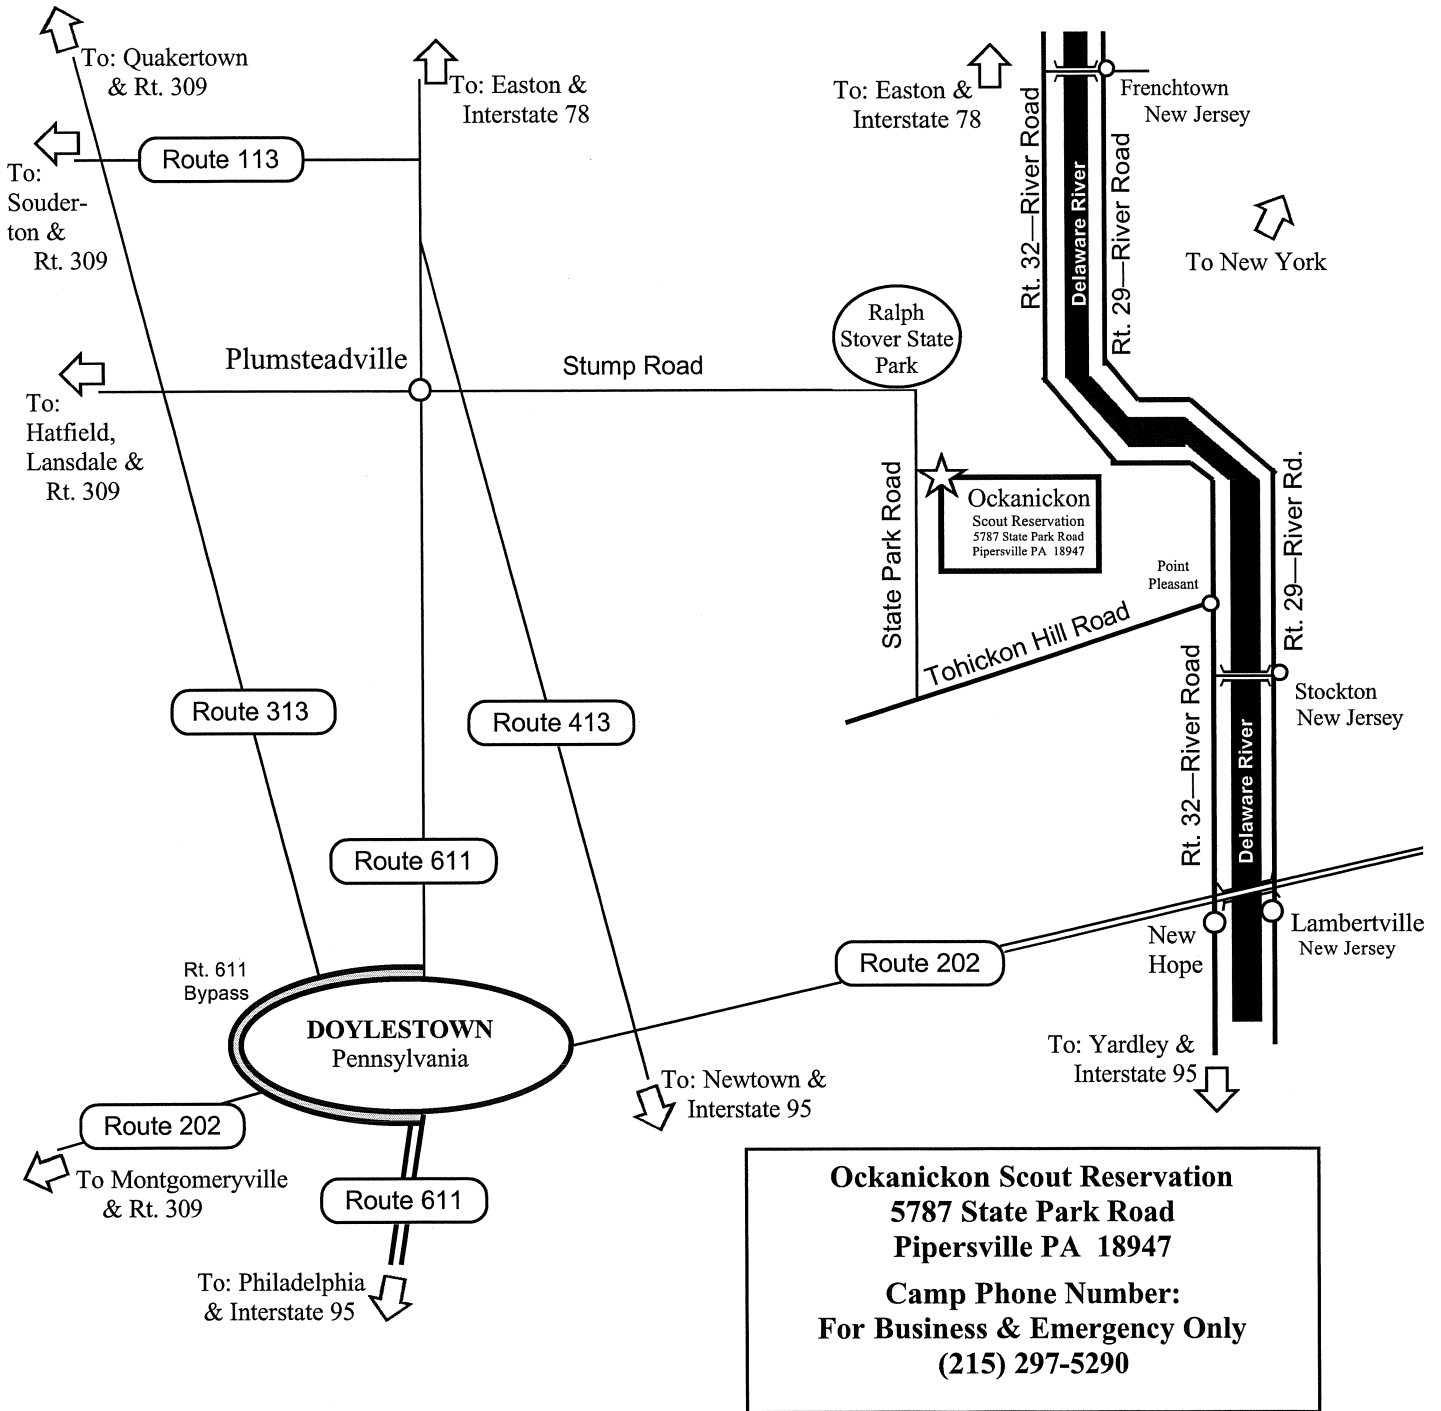 To: Quakertown
& Rt. 309
To: Easton &
Interstate 78
To: Easton &
Interstate 78
Frenchtown
New Jersey
Route 113
To:
Souder-
ton &
Rt. 309
Rt. 32—River Road
Delaware River
Rt. 29—River Road
To New York
Ralph
Stover State
Park
Plumsteadville
Stump Road
To:
Hatfield,
Lansdale &
Rt. 309
State Park Road
Ockanickon
Scout Reservation
5787 State Park Road
Pipersville PA 18947
Rt. 29—River Rd.
Point
Pleasant
Tohickon Hill Road
Stockton
New Jersey
Route 313
Route 413
Rt. 32—River Road
Delaware River
Route 611
Lambertville
New Jersey
New
Hope
Route 202
Rt. 611
Bypass
DOYLESTOWN
Pennsylvania
To: Yardley &
Interstate 95
To: Newtown &
Interstate 95
Route 202
To Montgomeryville
& Rt. 309
Route 611
To: Philadelphia
& Interstate 95
Ockanickon Scout Reservation
5787 State Park Road
Pipersville PA 18947
Camp Phone Number:
For Business & Emergency Only
(215) 297-5290